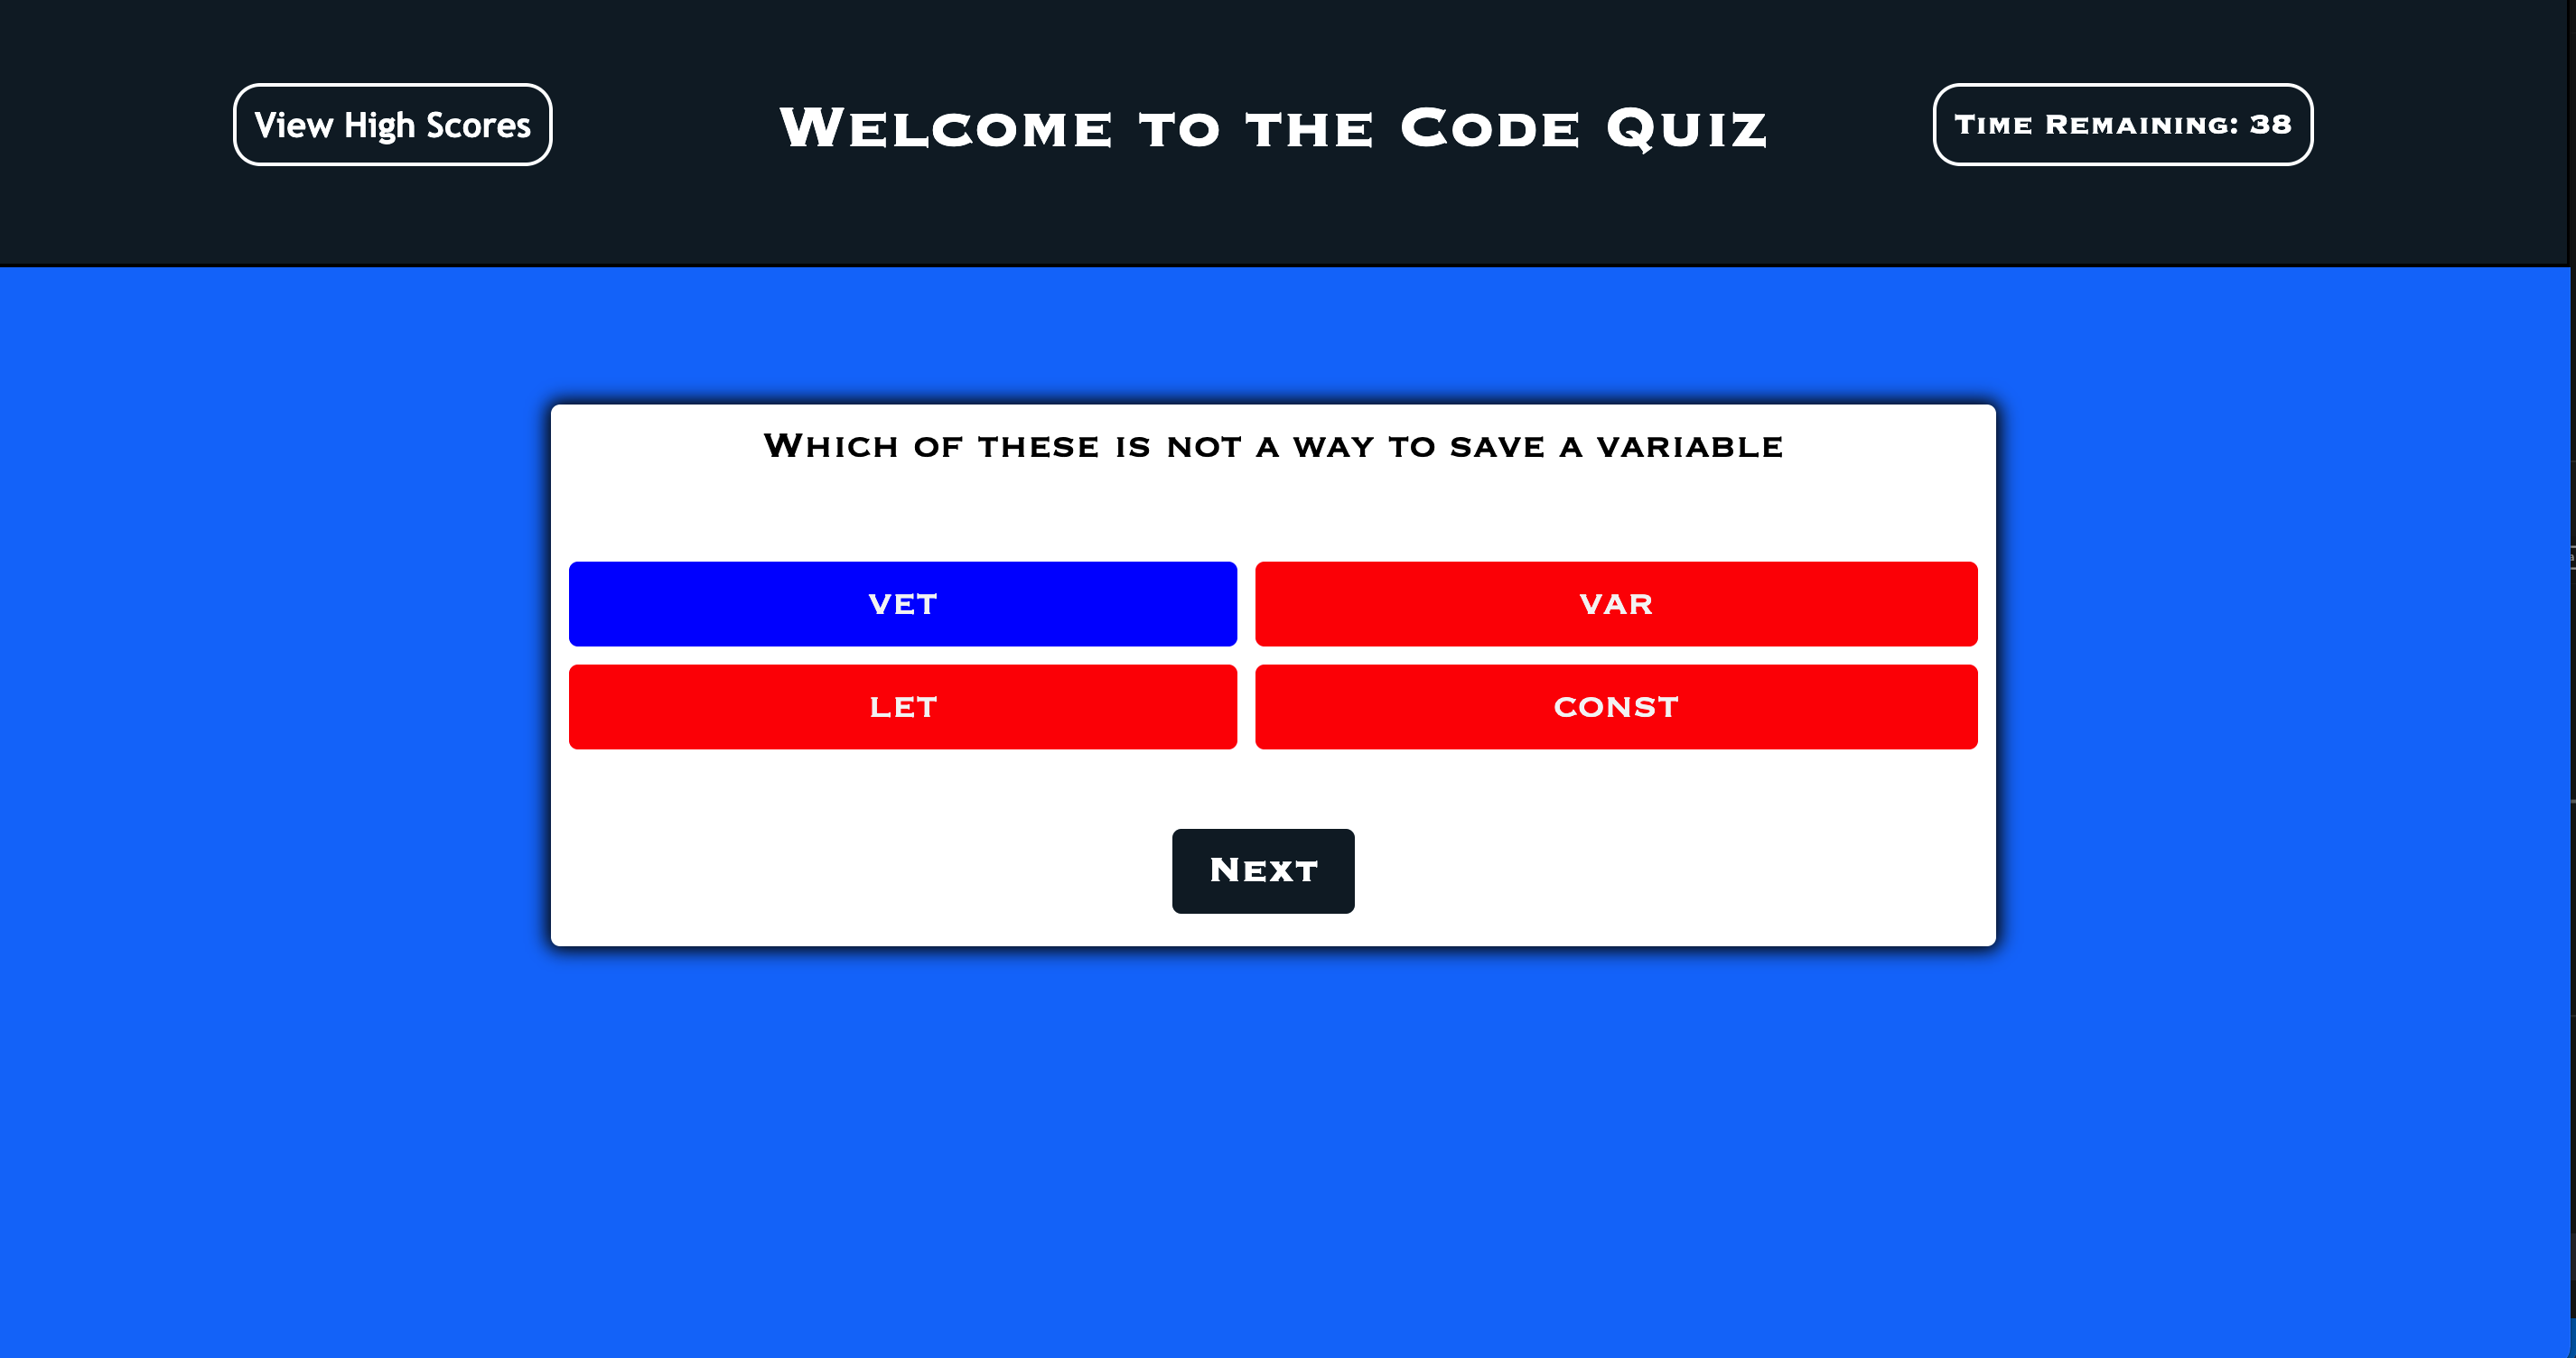 View High Scores
Welcome to the Code Quiz
Time Remaining: 38
Which of these is not a way to save a variable
vet
var
let
const
Next